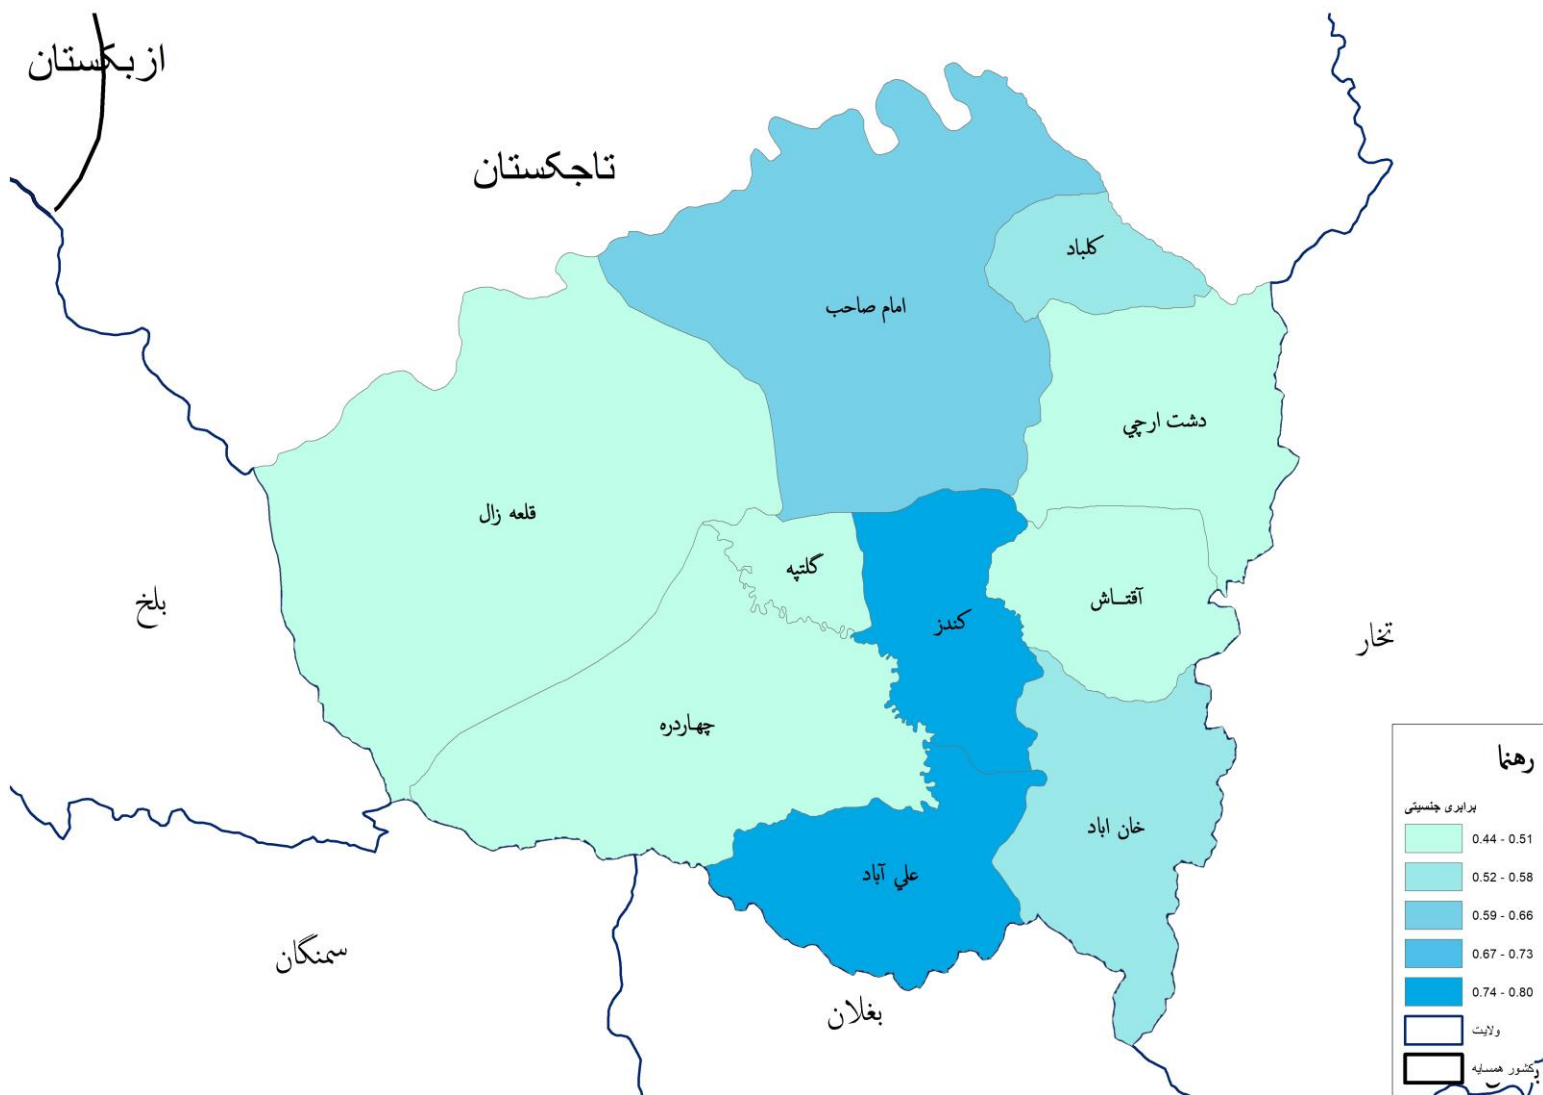 ازبکستان
تاجکستان
کلباد
امام صاحب
دشت ارچي
قلعه زال
گلتپه
آقتاش
کندز
بلخ
تخار
چهاردره
خان اباد
علي آباد
سمنگان
بغلان
رهنما
برابری جنسیتی
0.44 - 0.51
0.52 - 0.58
0.59 - 0.66
0.67 - 0.73
0.74 - 0.80
ولایت
کشور همسایه